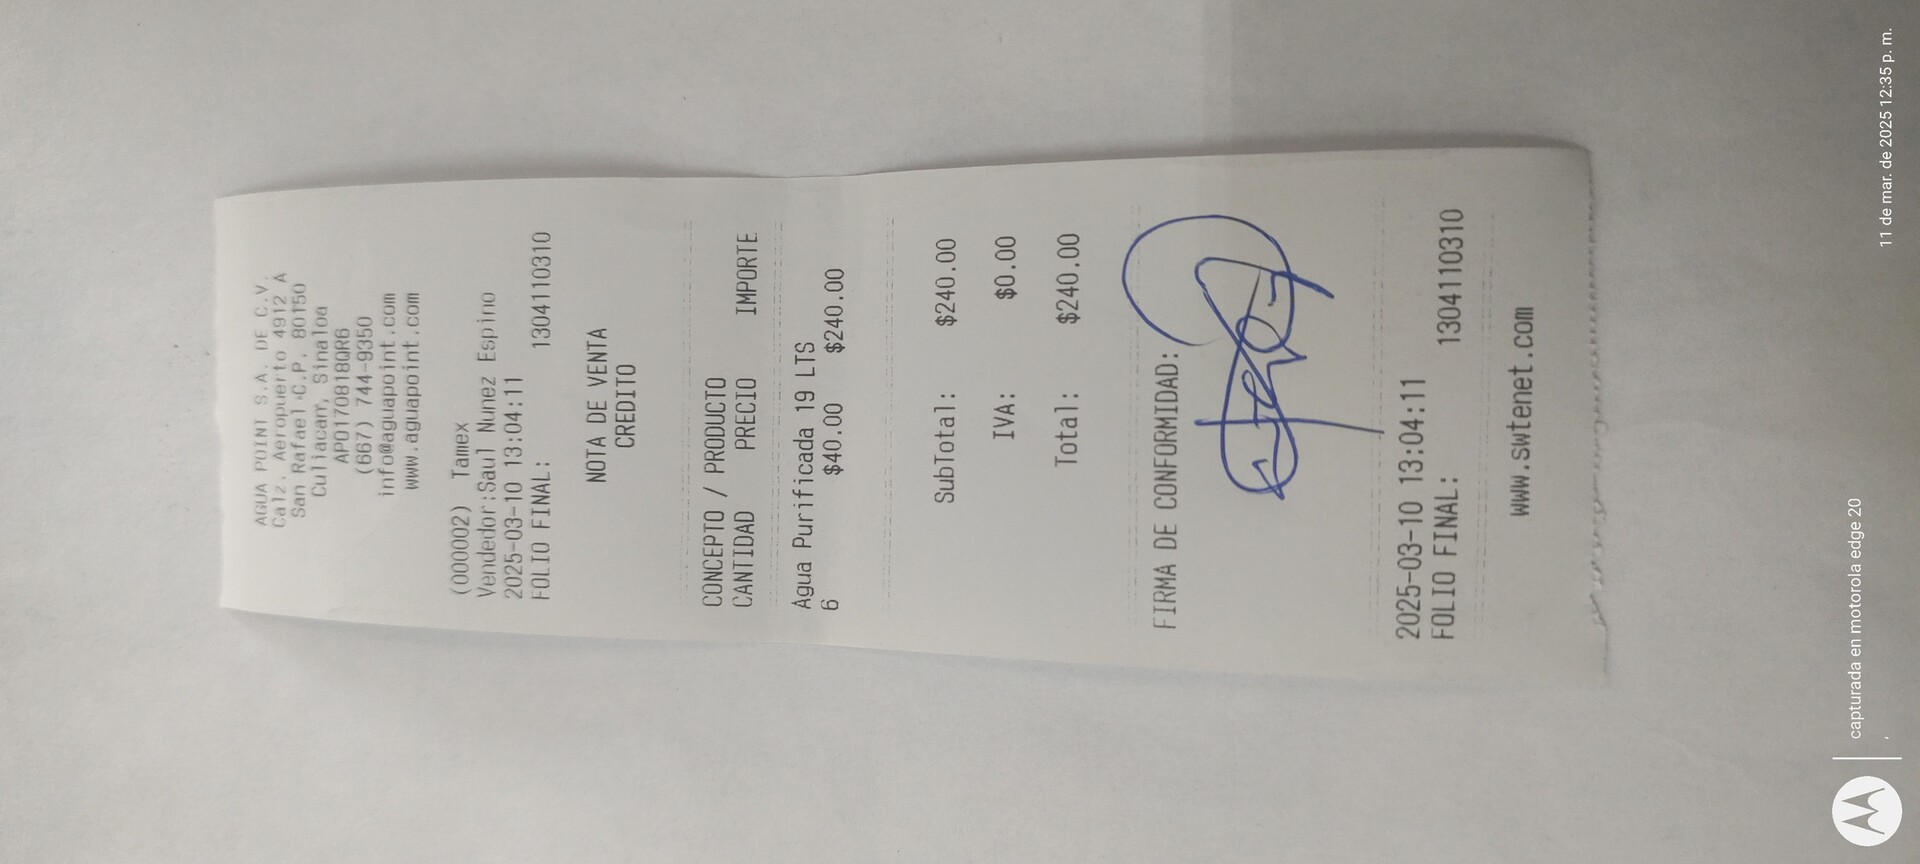 AGUA POINT S.A. DE C.V.
Calz. Aeropuerto 4912 A
San Rafael C.P. 80150
Culiacan, Sinaloa
APO170818QR6
(667) 744-9350
info@aguapoint.com
www.aguapoint.com
(000002) Tamex
Vendedor:Saul Nunez Espino
2025-03-10 13:04:11
FOLIO FINAL: 1304110310
NOTA DE VENTA
CREDITO
CONCEPTO / PRODUCTO
CANTIDAD PRECIO IMPORTE
Agua Purificada 19 LTS
6 $40.00 $240.00
SubTotal: $240.00
IVA: $0.00
Total: $240.00
FIRMA DE CONFORMIDAD:
2025-03-10 13:04:11
FOLIO FINAL: 1304110310
www.swtenet.com
capturada en motorola edge 20
11 de mar. de 2025 12:35 p. m.